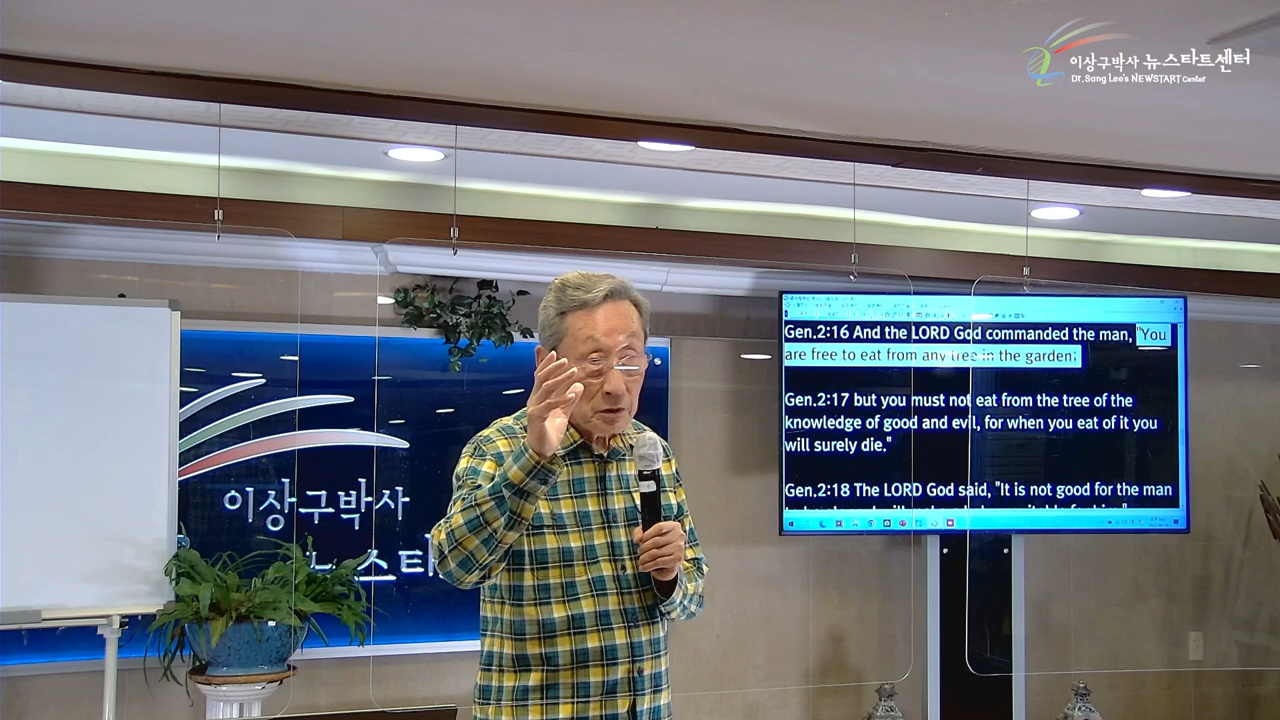 이상구박사 뉴스타트센터
Dr. Sang Lee's NEWSTART Center
Gen.2:16 And the LORD God commanded the man, "You
are free to eat from any tree in the garden;
Gen.2:17 but you must not eat from the tree of the
knowledge of good and evil, for when you eat of it you
will surely die."
Gen.2:18 The LORD God said, "It is not good for the man
이상구박사
뉴스타